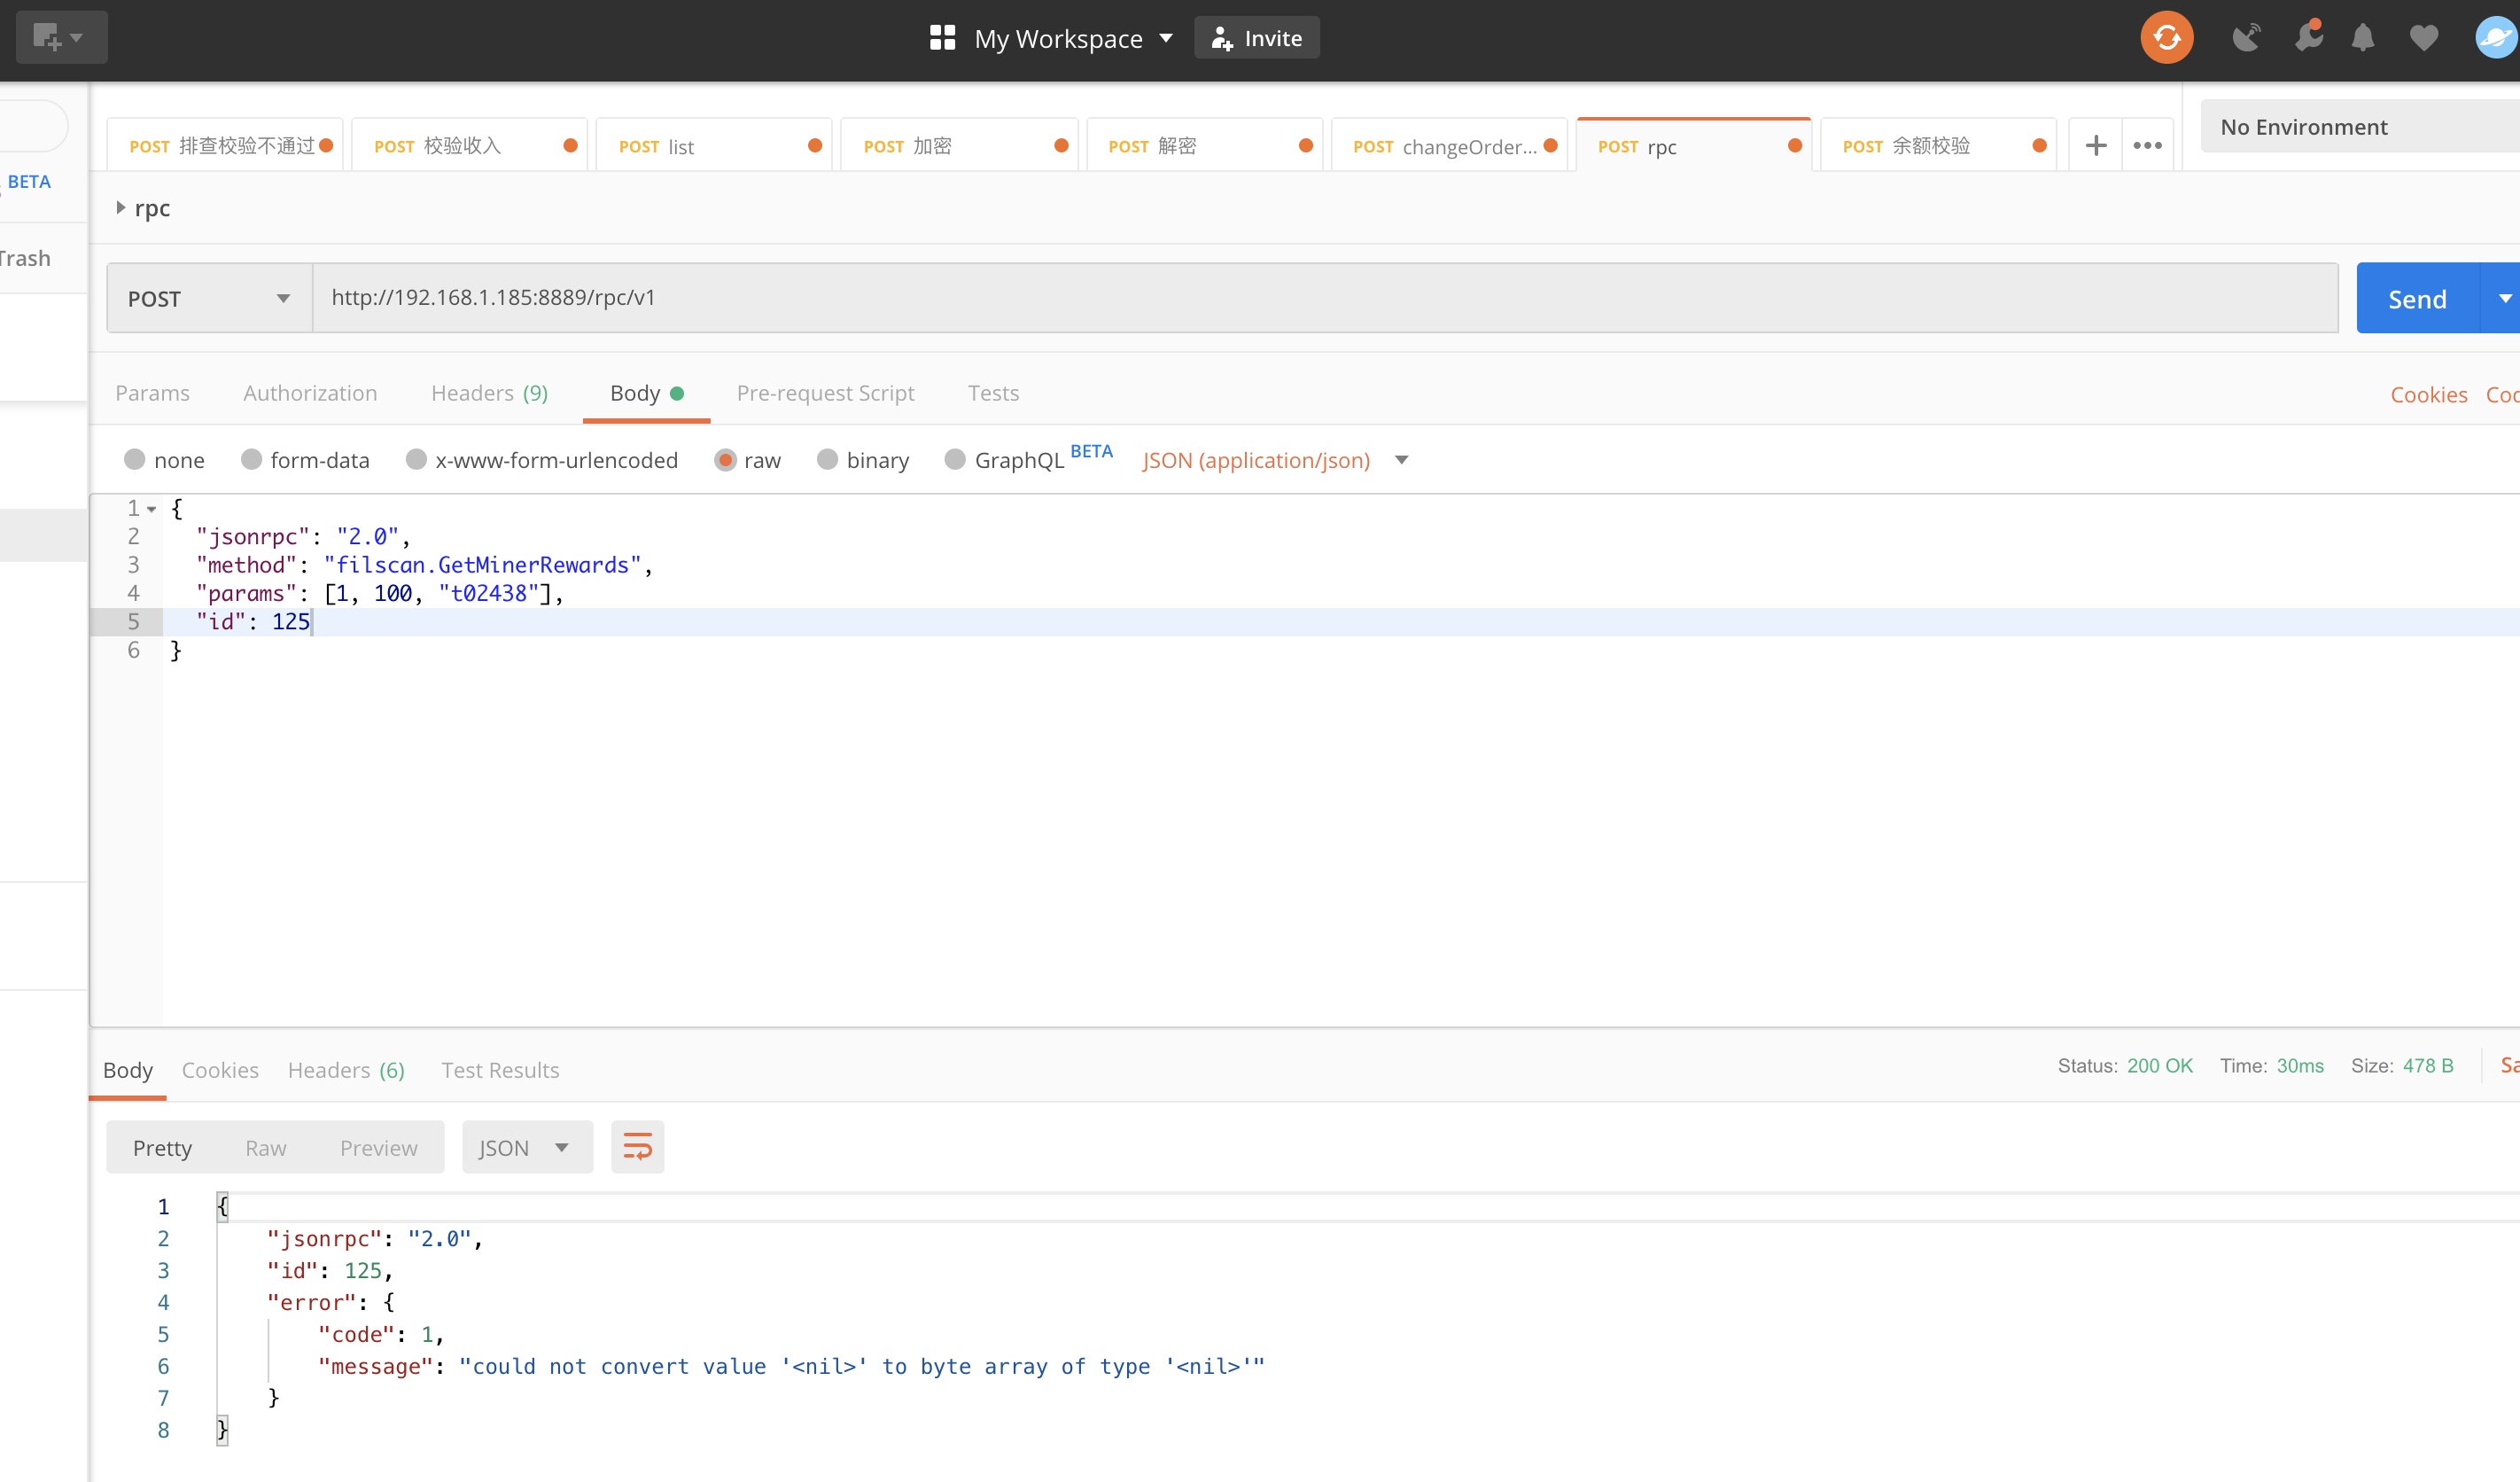 My Workspace
Invite
BETA
Trash
POST 排查校验不通过
POST 校验收入
POST list
POST 加密
POST 解密
POST changeOrder...
POST rpc
POST 余额校验
No Environment
rpc
POST
http://192.168.1.185:8889/rpc/v1
Send
Params Authorization Headers (9) Body Pre-request Script Tests
Cookies
none form-data x-www-form-urlencoded raw binary GraphQL BETA JSON (application/json)
1 {
2 "jsonrpc": "2.0",
3 "method": "filscan.GetMinerRewards",
4 "params": [1, 100, "t02438"],
5 "id": 125
6 }
Body Cookies Headers (6) Test Results
Status: 200 OK Time: 30ms Size: 478 B
Pretty Raw Preview JSON
1 {
2 "jsonrpc": "2.0",
3 "id": 125,
4 "error": {
5 "code": 1,
6 "message": "could not convert value '<nil>' to byte array of type '<nil>'"
7 }
8 }